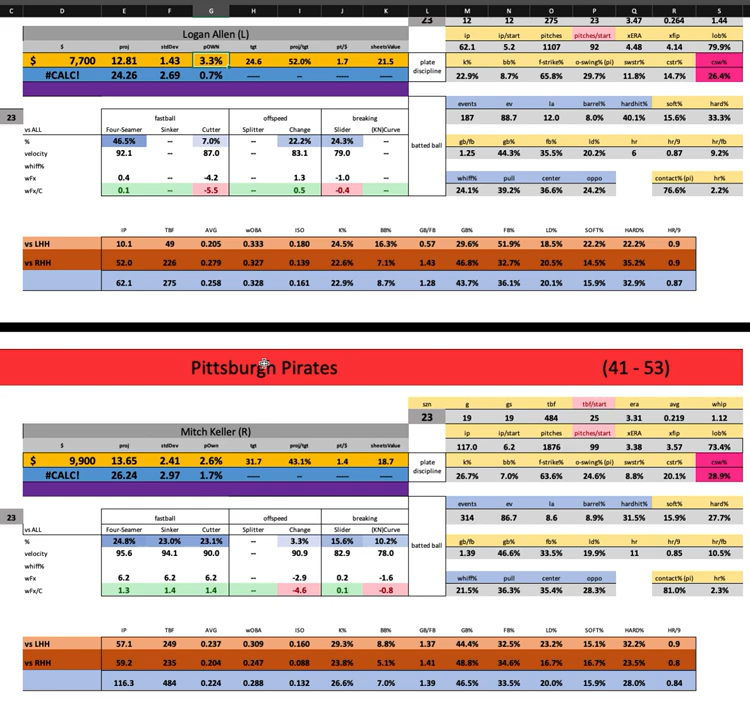 C D E F G H I J K L M N O P Q R S
23 12 12 275 23 3.47 0.264 1.44
Logan Allen (L) ip ip/start pitches pitches/start xERA xfip lob%
62.1 5.2 1107 92 4.48 4.14 79.9%
$ proj stdDev pOWN tgt proj/tgt pt/$ sheetsValue
$ 7,700 12.81 1.43 3.3% 24.6 52.0% 1.7 21.5 plate discipline k% bb% f-strike% o-swing% (pi) swstr% cstr% csw%
#CALC! 24.26 2.69 0.7% ---- ---- -- ---- 22.9% 8.7% 65.8% 29.7% 11.8% 14.7% 26.4%
events ev la barrel% hardhit% soft% hard%
23 fastball offspeed breaking 187 88.7 12.0 8.0% 40.1% 15.6% 33.3%
vs ALL Four-Seamer Sinker Cutter Splitter Change Slider (KN)Curve
% 46.5% -- 7.0% -- 22.2% 24.3% -- batted ball gb/fb gb% fb% ld% hr hr/9 hr/fb
velocity 92.1 -- 87.0 -- 83.1 79.0 -- 1.25 44.3% 35.5% 20.2% 6 0.87 9.2%
whiff%
wFx 0.4 -- -4.2 -- 1.3 -1.0 -- whiff% pull center oppo contact% (pi) hr%
wFx/C 0.1 -- -5.5 -- 0.5 -0.4 -- 24.1% 39.2% 36.6% 24.2% 76.6% 2.2%
IP TBF AVG wOBA ISO K% BB% GB/FB GB% FB% LD% SOFT% HARD% HR/9
vs LHH 10.1 49 0.205 0.333 0.180 24.5% 16.3% 0.57 29.6% 51.9% 18.5% 22.2% 22.2% 0.9
vs RHH 52.0 226 0.279 0.327 0.139 22.6% 7.1% 1.43 46.8% 32.7% 20.5% 14.5% 35.2% 0.9
62.1 275 0.258 0.328 0.161 22.9% 8.7% 1.28 43.7% 36.1% 20.1% 15.9% 32.9% 0.87
Pittsburgh Pirates (41 - 53)
szn g gs tbf tbf/start era avg whip
23 19 19 484 25 3.31 0.219 1.12
Mitch Keller (R) ip ip/start pitches pitches/start xERA xfip lob%
$ proj stdDev pOwn tgt proj/tgt pt/$ sheetsValue 117.0 6.2 1876 99 3.38 3.57 73.4%
$ 9,900 13.65 2.41 2.6% 31.7 43.1% 1.4 18.7 plate discipline k% bb% f-strike% o-swing% (pi) swstr% cstr% csw%
#CALC! 26.24 2.97 1.7% ---- ---- -- ---- 26.7% 7.0% 63.6% 24.6% 8.8% 20.1% 28.9%
events ev la barrel% hardhit% soft% hard%
23 fastball offspeed breaking 314 86.7 8.6 8.9% 31.5% 15.9% 27.7%
vs ALL Four-Seamer Sinker Cutter Splitter Change Slider (KN)Curve
% 24.8% 23.0% 23.1% -- 3.3% 15.6% 10.2% batted ball gb/fb gb% fb% ld% hr hr/9 hr/fb
velocity 95.6 94.1 90.0 -- 90.9 82.9 78.0 1.39 46.6% 33.5% 19.9% 11 0.85 10.5%
whiff%
wFx 6.2 6.2 6.2 -- -2.9 0.2 -1.6 whiff% pull center oppo contact% (pi) hr%
wFx/C 1.3 1.4 1.4 -- -4.6 0.1 -0.8 21.5% 36.3% 35.4% 28.3% 81.0% 2.3%
IP TBF AVG wOBA ISO K% BB% GB/FB GB% FB% LD% SOFT% HARD% HR/9
vs LHH 57.1 249 0.237 0.309 0.160 29.3% 8.8% 1.37 44.4% 32.5% 23.2% 15.1% 32.2% 0.9
vs RHH 59.2 235 0.204 0.247 0.088 23.8% 5.1% 1.41 48.8% 34.6% 16.7% 16.7% 23.5% 0.8
116.3 484 0.224 0.288 0.132 26.6% 7.0% 1.39 46.5% 33.5% 20.0% 15.9% 28.0% 0.84